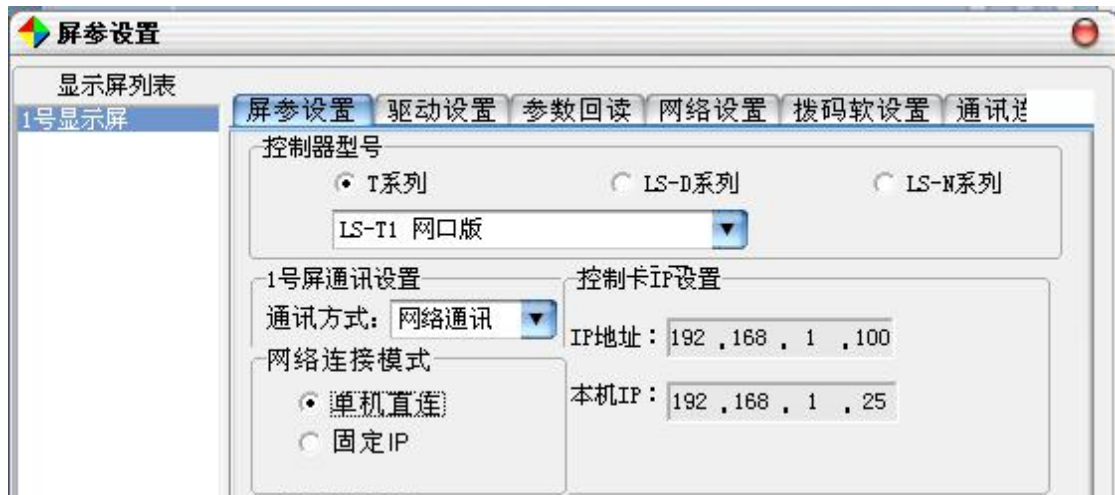 屏参设置
显示屏列表
1号显示屏
屏参设置 驱动设置 参数回读 网络设置 拨码软设置 通讯
控制器型号
T系列 LS-D系列 LS-N系列
LS-T1 网口版
1号屏通讯设置
通讯方式: 网络通讯
网络连接模式
单机直连
固定IP
控制卡IP设置
IP地址: 192 .168 . 1 .100
本机IP: 192 .168 . 1 . 25